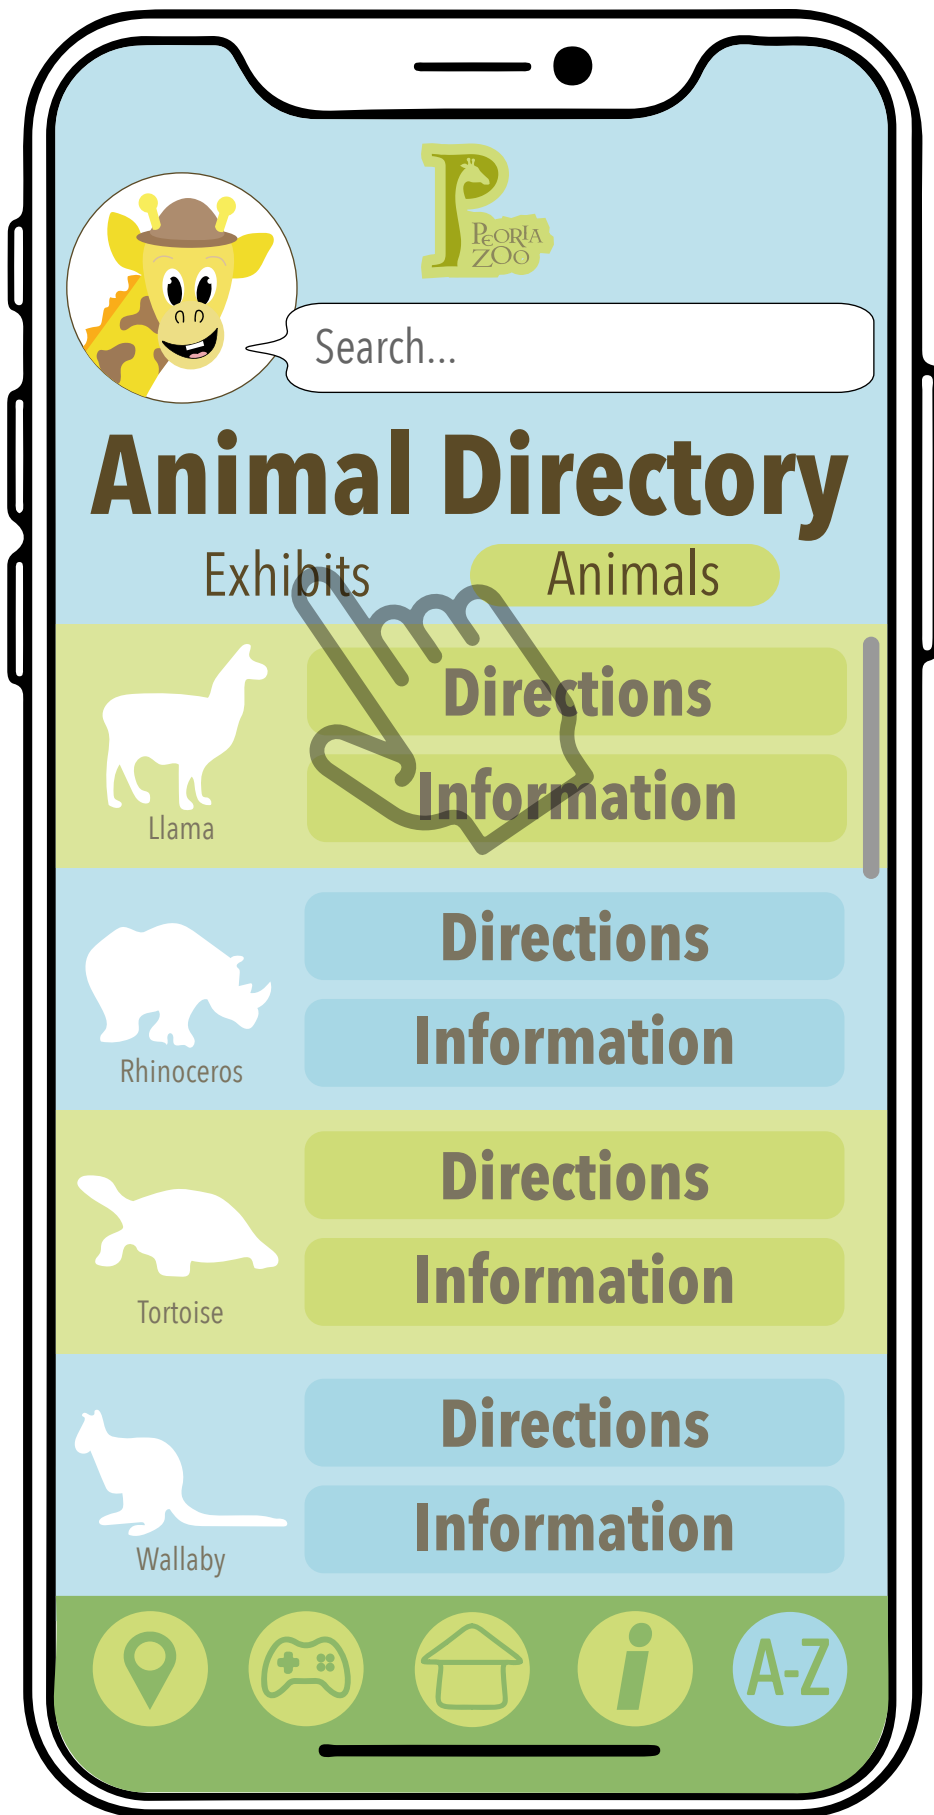 PEORIA
ZOO
Search...
Animal Directory
Exhibits Animals
Directions
Information
Llama
Directions
Information
Rhinoceros
Directions
Information
Tortoise
Directions
Information
Wallaby
i A-Z